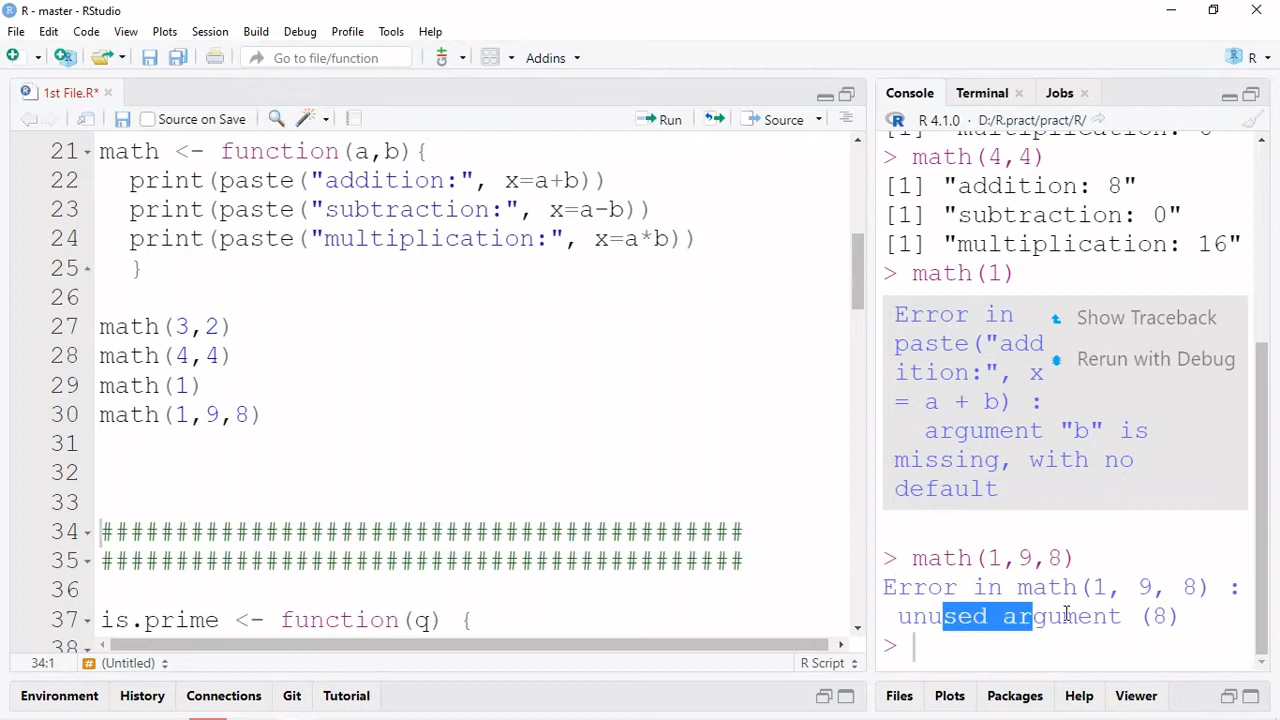 R - master - RStudio
File Edit Code View Plots Session Build Debug Profile Tools Help
Go to file/function Addins R
1st File.R*
Source on Save Run Source
21 math <- function(a,b){
22 print(paste("addition:", x=a+b))
23 print(paste("subtraction:", x=a-b))
24 print(paste("multiplication:", x=a*b))
25 }
26
27 math(3,2)
28 math(4,4)
29 math(1)
30 math(1,9,8)
31
32
33
34 ###########################################
35 ###########################################
36
37 is.prime <- function(q) {
38
34:1 (Untitled) R Script
Environment History Connections Git Tutorial
Console Terminal Jobs
R 4.1.0 · D:/R.pract/pract/R/
[1] "multiplication: 6"
> math(4,4)
[1] "addition: 8"
[1] "subtraction: 0"
[1] "multiplication: 16"
> math(1)
Error in
paste("add
ition:", x
= a + b) :
argument "b" is
missing, with no
default
Show Traceback
Rerun with Debug
> math(1,9,8)
Error in math(1, 9, 8) :
unused argument (8)
>
Files Plots Packages Help Viewer